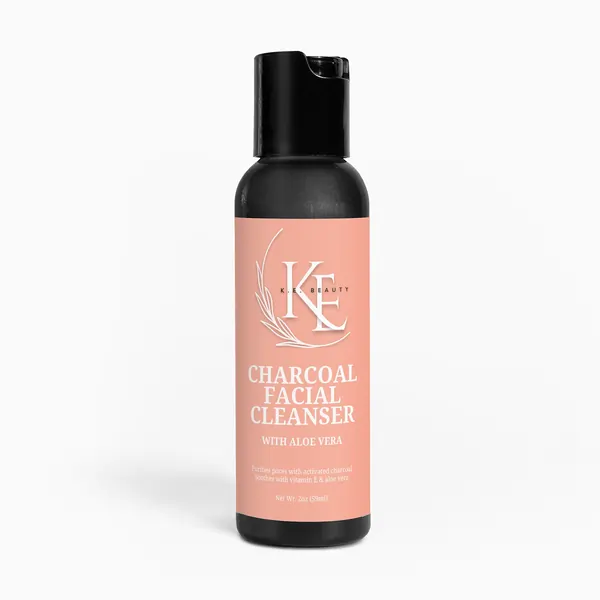 KE
K.E. BEAUTY
CHARCOAL
FACIAL
CLEANSER
WITH ALOE VERA
Purifies pores with activated charcoal
with vitamin E & aloe vera
Net Wt. 2oz (59ml)